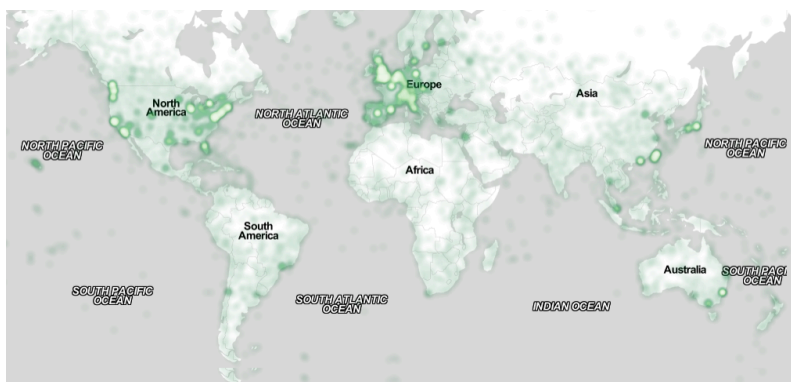 Europe
Asia
North
America
NORTH ATLANTIC
OCEAN
NORTH PACIFIC
OCEAN
NORTH PACIFIC
OCEAN
Africa
South
America
Australia
SOUTH PACI
OCEAN
SOUTH PACIFIC
OCEAN
SOUTH ATLANTIC
OCEAN
INDIAN OCEAN